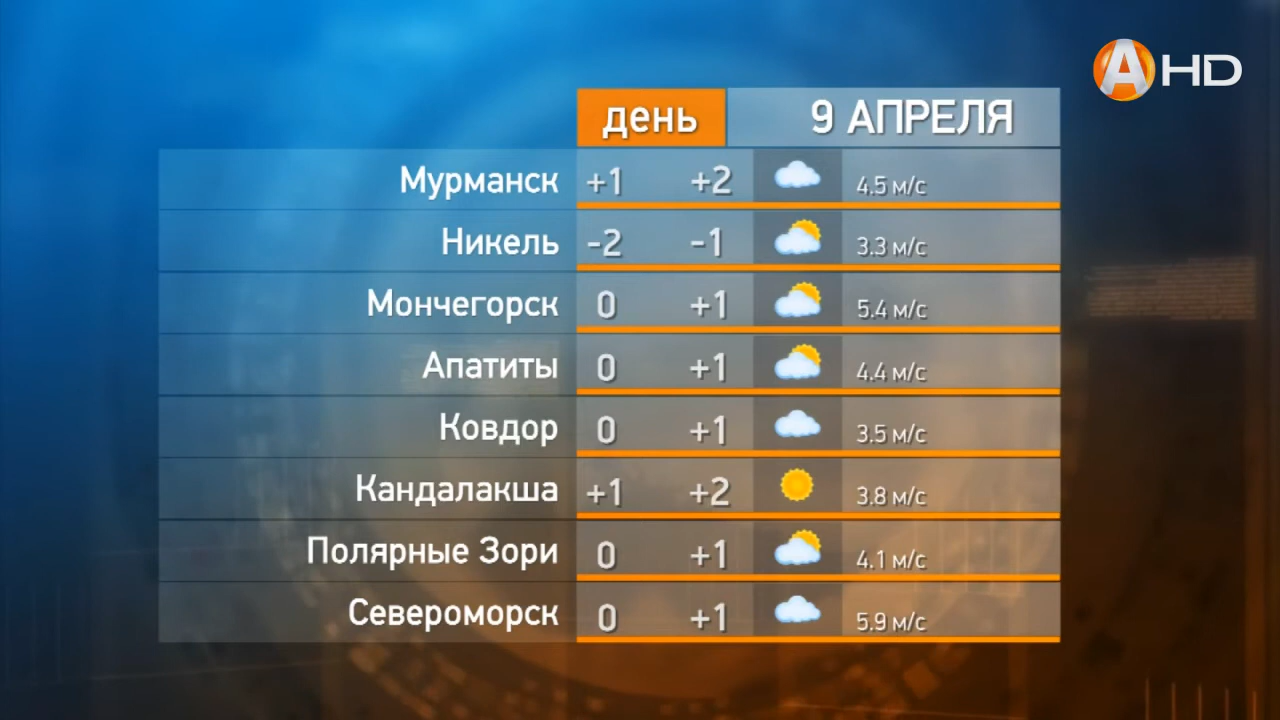 А HD
день 9 АПРЕЛЯ
Мурманск +1 +2 4.5 м/с
Никель -2 -1 3.3 м/с
Мончегорск 0 +1 5.4 м/с
Апатиты 0 +1 4.4 м/с
Ковдор 0 +1 3.5 м/с
Кандалакша +1 +2 3.8 м/с
Полярные Зори 0 +1 4.1 м/с
Североморск 0 +1 5.9 м/с